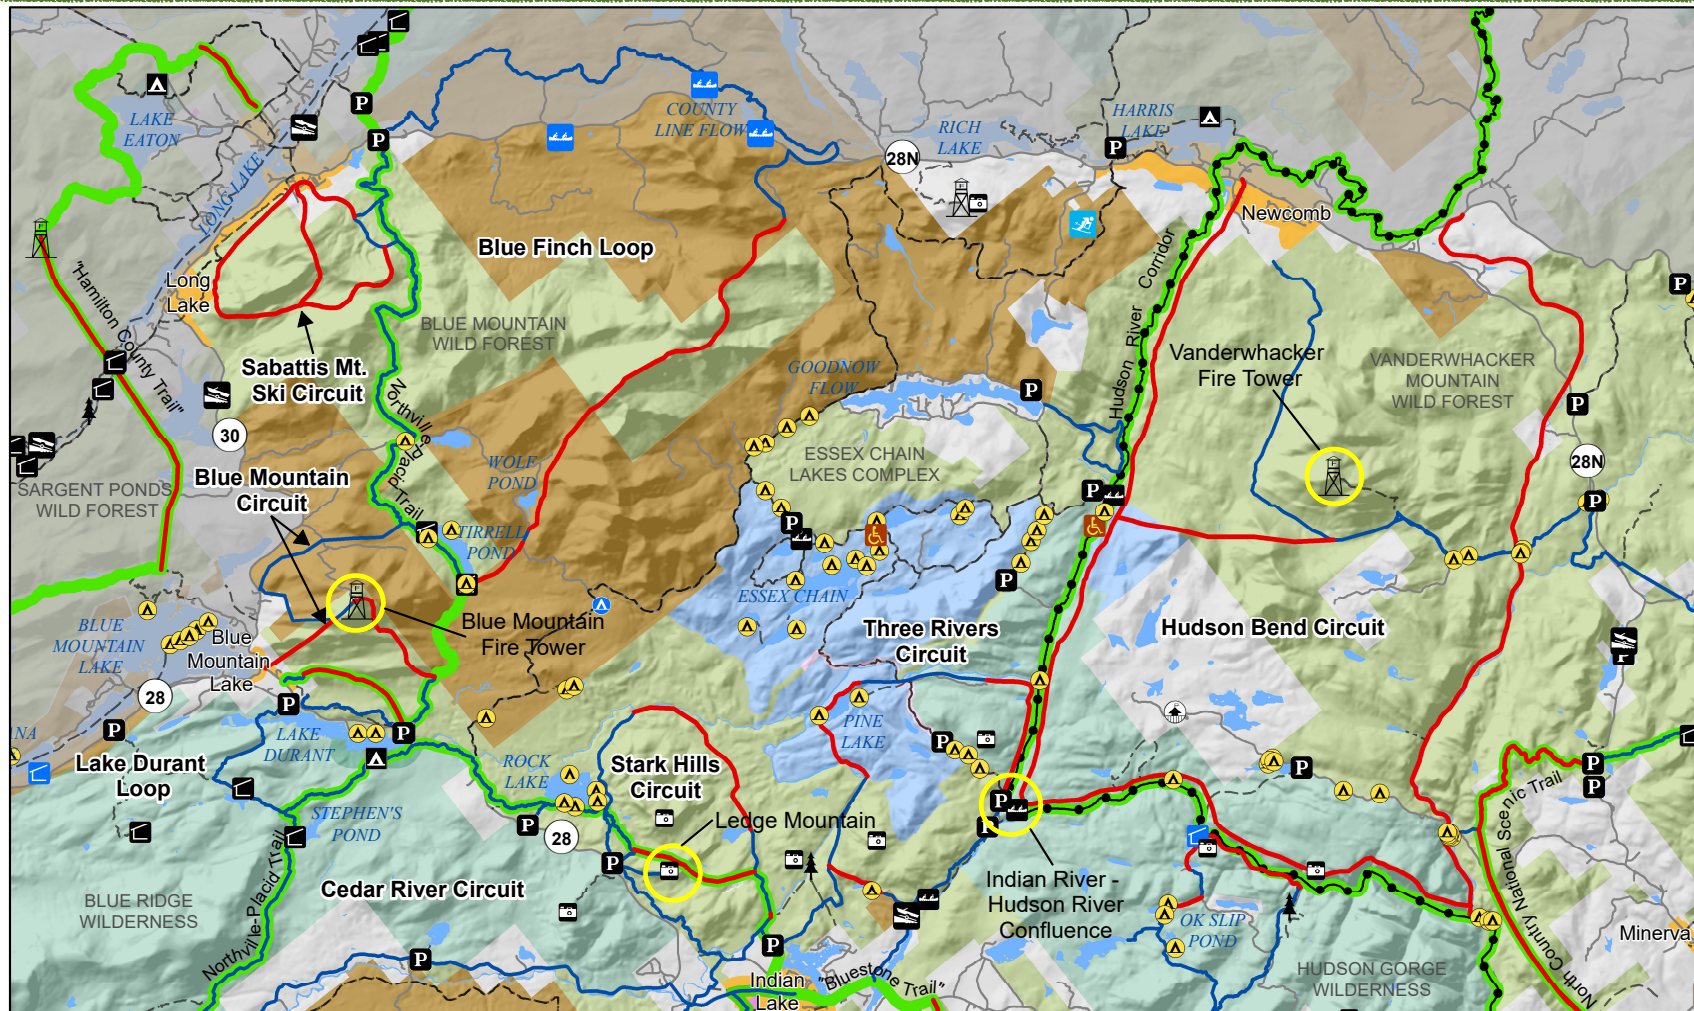 COUNTY
LINE FLOW
HARRIS
LAKE
LAKE
EATON
RICH
LAKE
28N
LONG LAKE
Newcomb
Blue Finch Loop
"Hamilton County Trail"
Long
Lake
Hudson River Corridor
BLUE MOUNTAIN
WILD FOREST
Sabattis Mt.
Ski Circuit
GOODNOW
FLOW
Vanderwhacker
Fire Tower
VANDERWHACKER
MOUNTAIN
WILD FOREST
Northville-Placid Trail
30
ESSEX CHAIN
LAKES COMPLEX
28N
Blue Mountain
Circuit
WOLF
POND
SARGENT PONDS
WILD FOREST
TIRRELL
POND
ESSEX CHAIN
BLUE
MOUNTAIN
LAKE
Blue
Mountain
Lake
Blue Mountain
Fire Tower
Three Rivers
Circuit
Hudson Bend Circuit
28
NA
LAKE
DURANT
PINE
LAKE
Lake Durant
Loop
ROCK
LAKE
Stark Hills
Circuit
STEPHEN'S
POND
28
Ledge Mountain
North Country National Scenic Trail
Cedar River Circuit
Indian River -
Hudson River
Confluence
BLUE RIDGE
WILDERNESS
Northville-Placid Trail
OK SLIP
POND
Minerva
HUDSON GORGE
WILDERNESS
Indian
Lake
"Bluestone Trail"